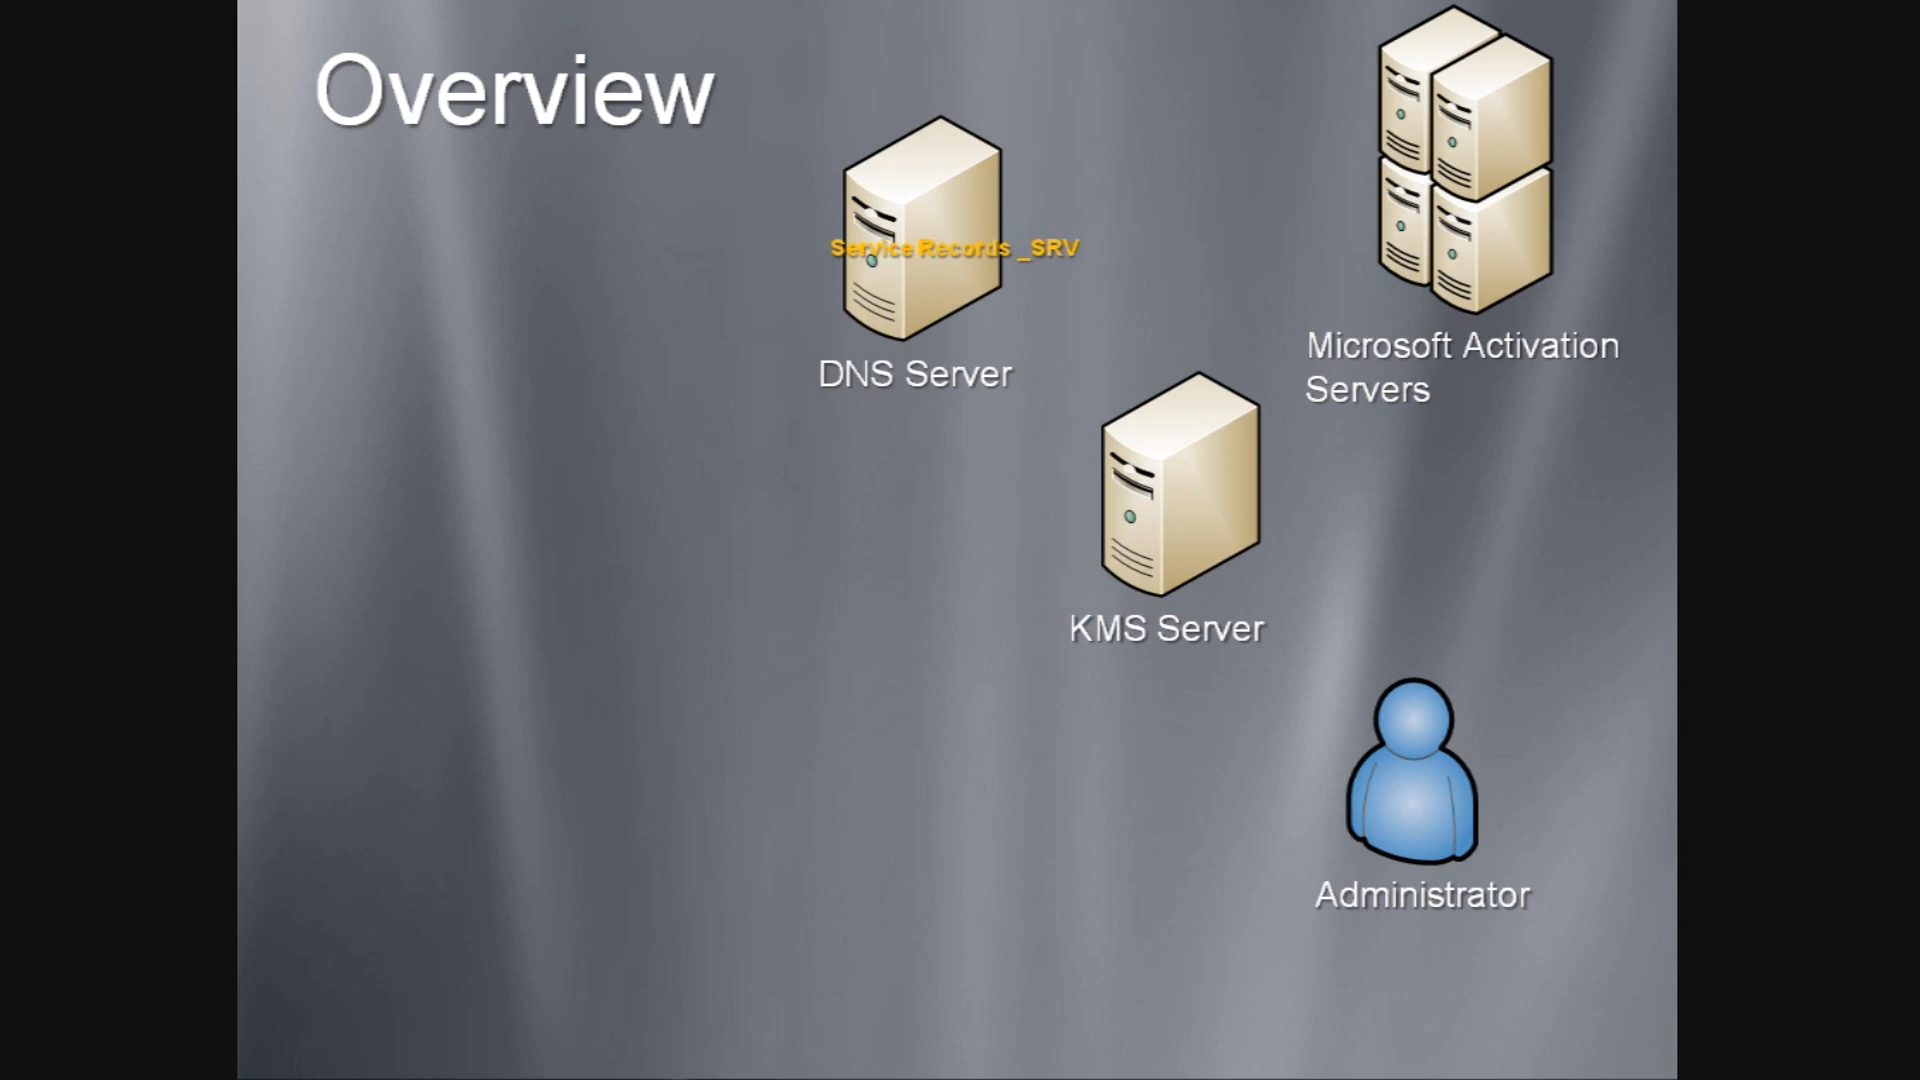 Overview
Service Records _SRV
DNS Server
Microsoft Activation
Servers
KMS Server
Administrator